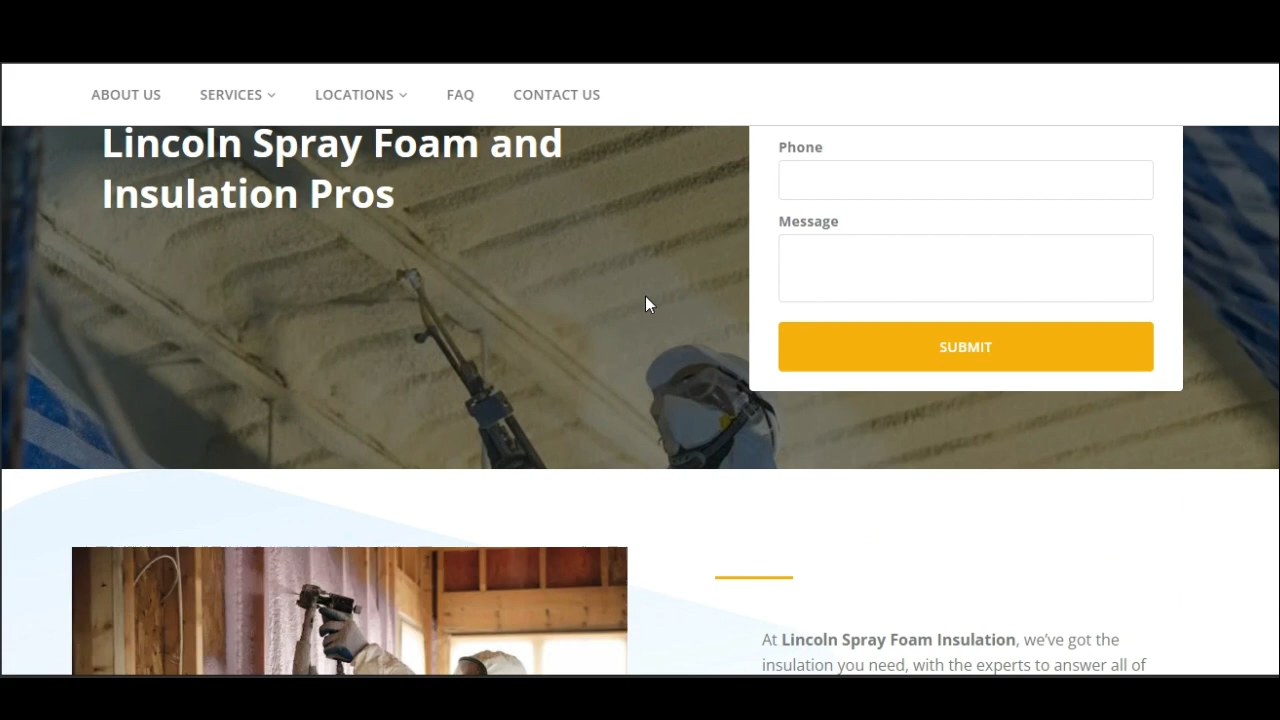 ABOUT US SERVICES LOCATIONS FAQ CONTACT US
Lincoln Spray Foam and
Insulation Pros
Phone
Message
SUBMIT
At Lincoln Spray Foam Insulation, we’ve got the
insulation you need, with the experts to answer all of